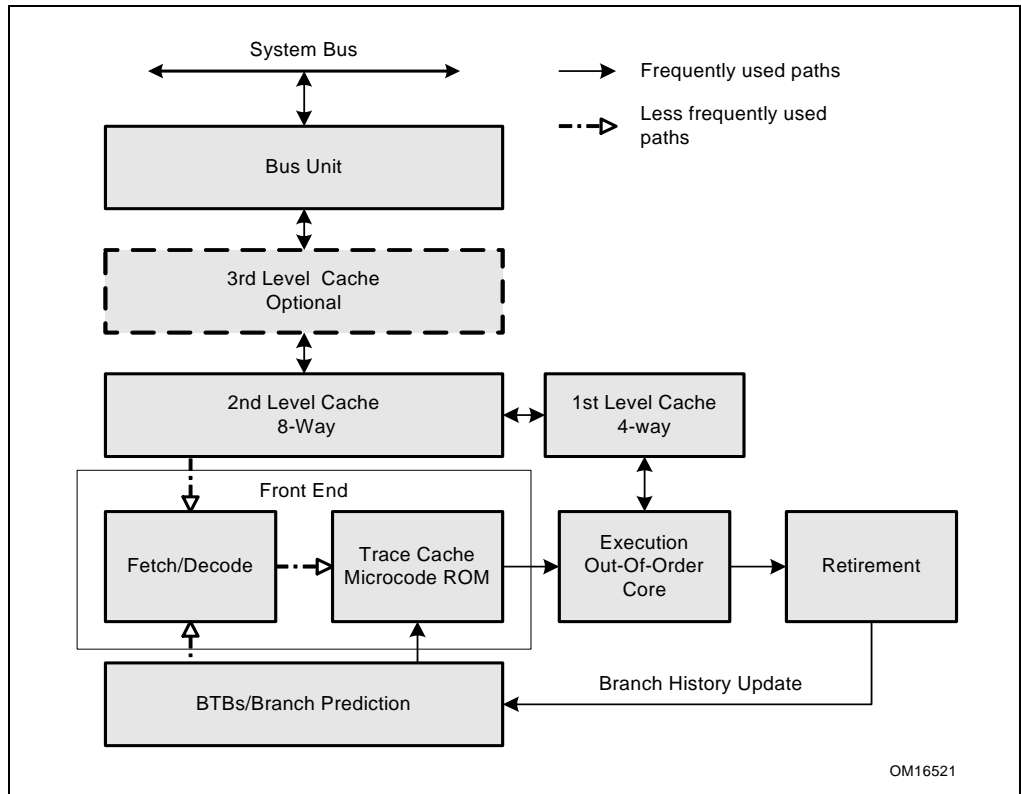 System Bus
Frequently used paths
Less frequently used
paths
Bus Unit
3rd Level Cache
Optional
2nd Level Cache
8-Way
1st Level Cache
4-way
Front End
Fetch/Decode
Trace Cache
Microcode ROM
Execution
Out-Of-Order
Core
Retirement
BTBs/Branch Prediction
Branch History Update
OM16521